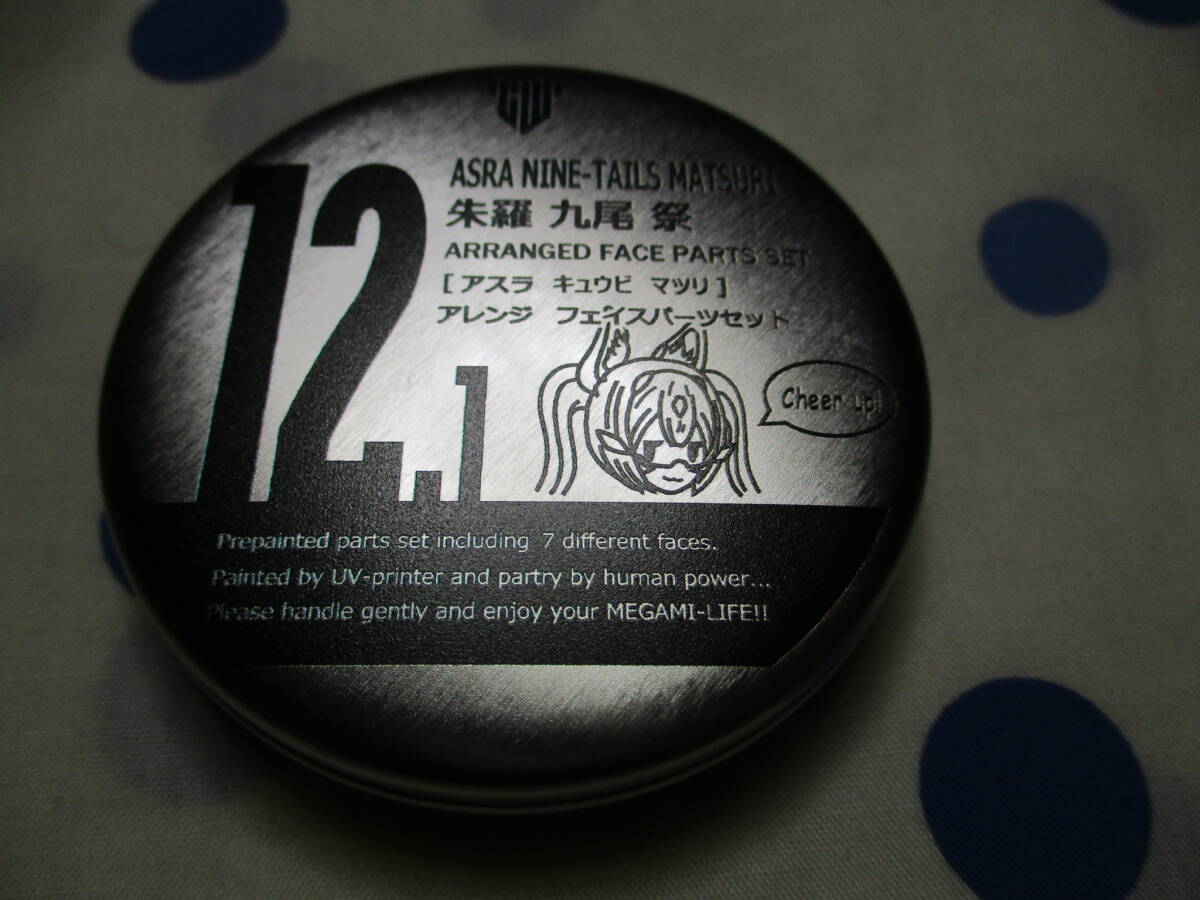 GW
12.1
ASRA NINE-TAILS MATSURI
朱羅 九尾 祭
ARRANGED FACE PARTS SET
[アスラ キュウビ マツリ]
アレンジ フェイスパーツセット
Cheer up!
Prepainted parts set, including 7 different faces.
Painted by UV-printer and partry by human power...
Please handle gently and enjoy your MEGAMI-LIFE!!